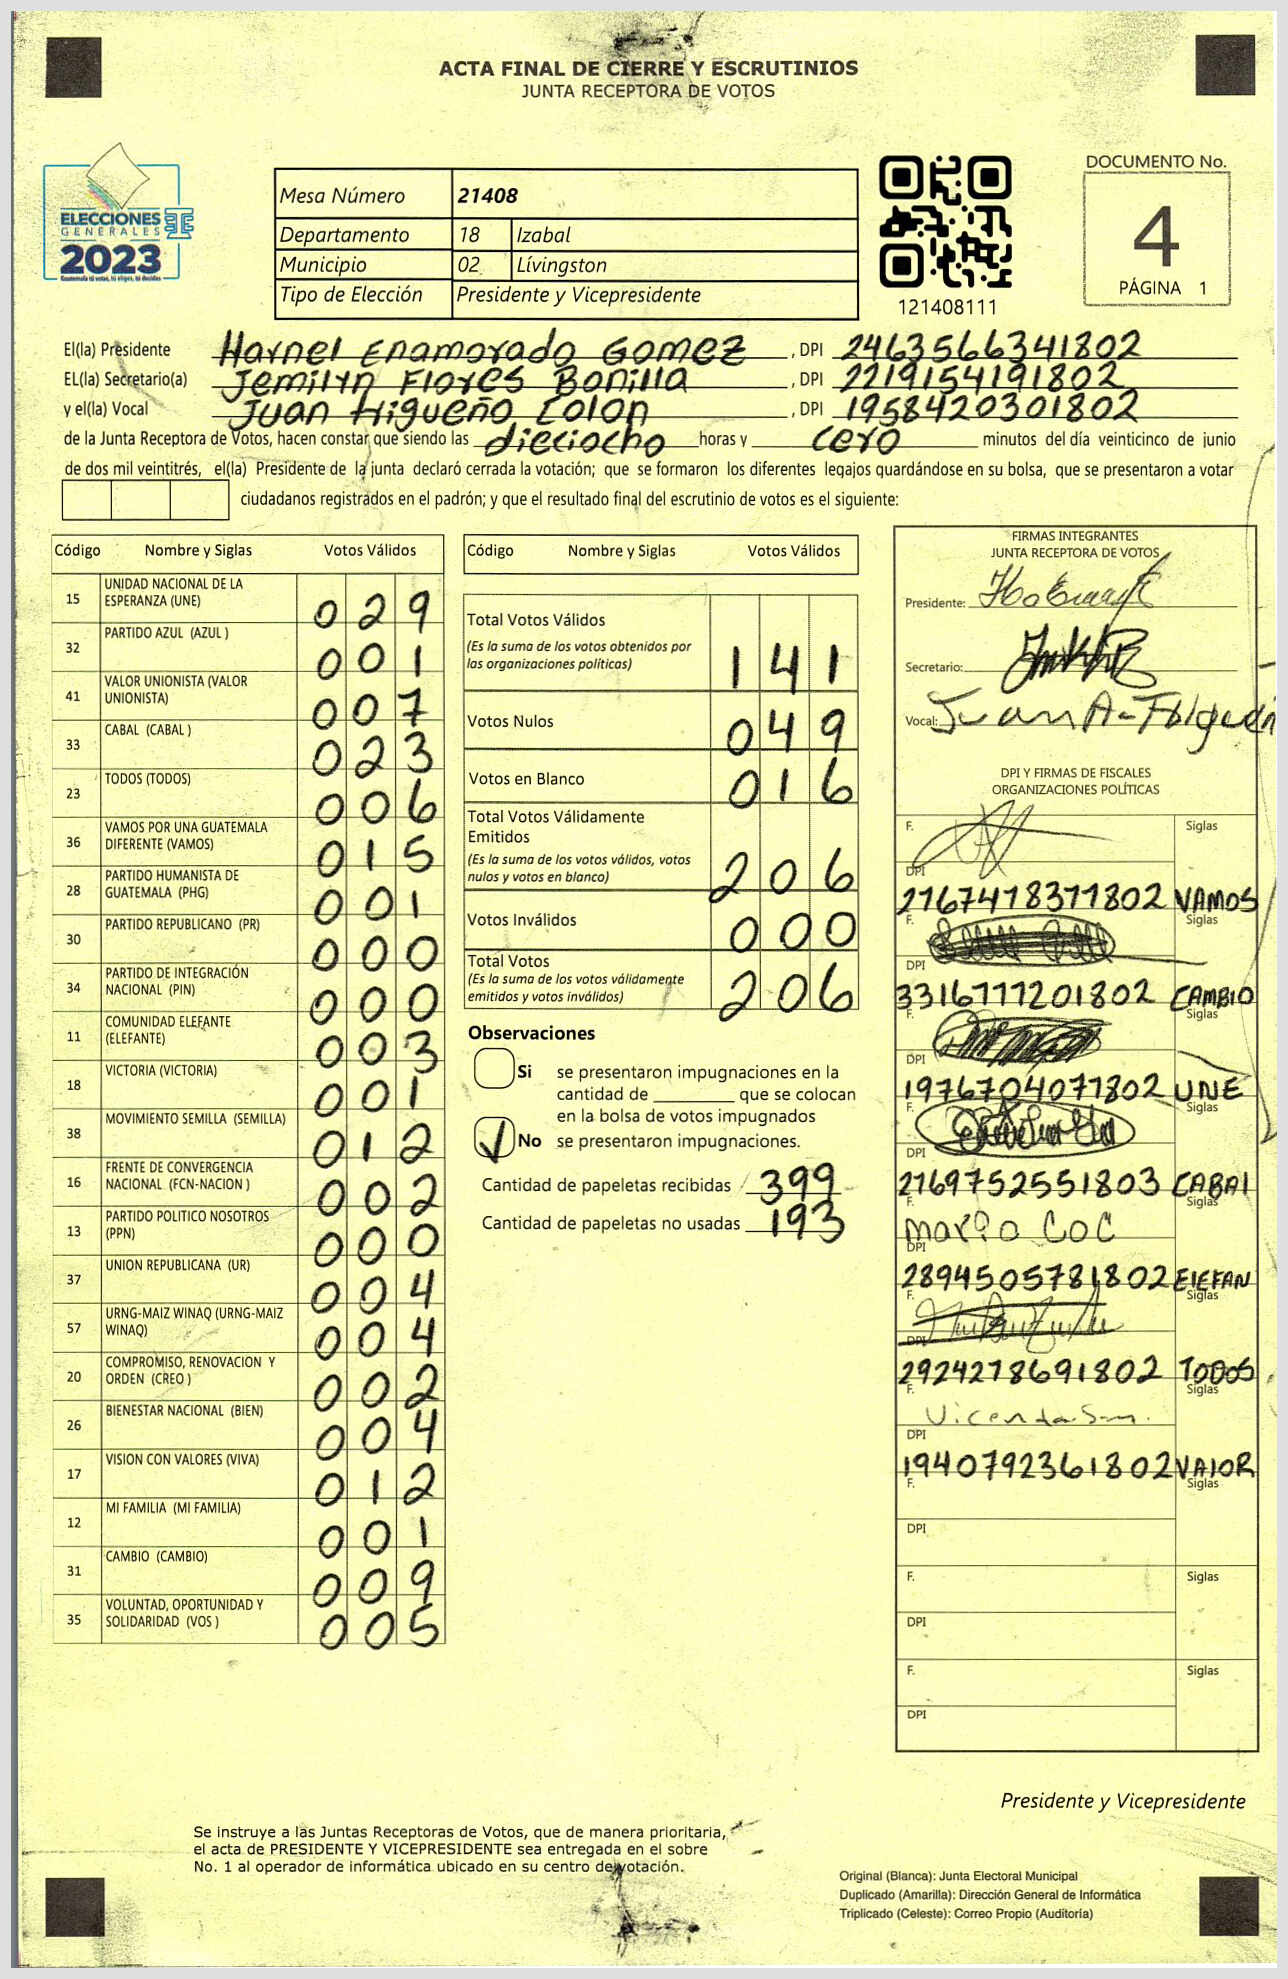 ACTA FINAL DE CIERRE Y ESCRUTINIOS
JUNTA RECEPTORA DE VOTOS
ELECCIONES
GENERALES
2023
Guatemala tú votas, tú eliges, tú decides
Mesa Número 21408
Departamento 18 Izabal
Municipio 02 Lívingston
Tipo de Elección Presidente y Vicepresidente
121408111
DOCUMENTO No.
4
PÁGINA 1
El(la) Presidente Harnel Enamorado Gomez , DPI 2463566341802
EL(la) Secretario(a) Jemilyn Flores Bonilla , DPI 2219154191802
y el(la) Vocal Juan Higueño Colon , DPI 1958420301802
de la Junta Receptora de Votos, hacen constar que siendo las dieciocho horas y cero minutos del día veinticinco de junio
de dos mil veintitrés, el(la) Presidente de la junta declaró cerrada la votación; que se formaron los diferentes legajos guardándose en su bolsa, que se presentaron a votar
ciudadanos registrados en el padrón; y que el resultado final del escrutinio de votos es el siguiente:
Código Nombre y Siglas Votos Válidos
15 UNIDAD NACIONAL DE LA ESPERANZA (UNE) 029
32 PARTIDO AZUL (AZUL ) 001
41 VALOR UNIONISTA (VALOR UNIONISTA) 007
33 CABAL (CABAL ) 023
23 TODOS (TODOS) 006
36 VAMOS POR UNA GUATEMALA DIFERENTE (VAMOS) 015
28 PARTIDO HUMANISTA DE GUATEMALA (PHG) 001
30 PARTIDO REPUBLICANO (PR) 000
34 PARTIDO DE INTEGRACIÓN NACIONAL (PIN) 000
11 COMUNIDAD ELEFANTE (ELEFANTE) 003
18 VICTORIA (VICTORIA) 001
38 MOVIMIENTO SEMILLA (SEMILLA) 012
16 FRENTE DE CONVERGENCIA NACIONAL (FCN-NACION ) 002
13 PARTIDO POLITICO NOSOTROS (PPN) 000
37 UNION REPUBLICANA (UR) 004
57 URNG-MAIZ WINAQ (URNG-MAIZ WINAQ) 004
20 COMPROMISO, RENOVACION Y ORDEN (CREO ) 002
26 BIENESTAR NACIONAL (BIEN) 004
17 VISION CON VALORES (VIVA) 012
12 MI FAMILIA (MI FAMILIA) 001
31 CAMBIO (CAMBIO) 009
35 VOLUNTAD, OPORTUNIDAD Y SOLIDARIDAD (VOS ) 005
Código Nombre y Siglas Votos Válidos
Total Votos Válidos 141
(Es la suma de los votos obtenidos por
las organizaciones políticas)
Votos Nulos 049
Votos en Blanco 016
Total Votos Válidamente
Emitidos 206
(Es la suma de los votos válidos, votos
nulos y votos en blanco)
Votos Inválidos 000
Total Votos 206
(Es la suma de los votos válidamente
emitidos y votos inválidos)
Observaciones
Si se presentaron impugnaciones en la
cantidad de ________ que se colocan
en la bolsa de votos impugnados
No se presentaron impugnaciones.
Cantidad de papeletas recibidas 399
Cantidad de papeletas no usadas 193
FIRMAS INTEGRANTES
JUNTA RECEPTORA DE VOTOS
Presidente:
Secretario:
Vocal: Juan A-
DPI Y FIRMAS DE FISCALES
ORGANIZACIONES POLÍTICAS
F. Siglas
DPI
2767478377802 VAMOS
F. Siglas
DPI
3316777201802 CAMBIO
F. Siglas
DPI
1976704077802 UNE
F. Siglas
DPI
2769752551803 CABAl
F. Siglas
Mario COC
DPI
2894505781802 ElEFAN
F. Siglas
DPI
2924278691802 TODOS
F. Siglas
DPI
1940792361802 VAlOR
F. Siglas
DPI
F. Siglas
DPI
F. Siglas
DPI
Presidente y Vicepresidente
Se instruye a las Juntas Receptoras de Votos, que de manera prioritaria,
el acta de PRESIDENTE Y VICEPRESIDENTE sea entregada en el sobre
No. 1 al operador de informática ubicado en su centro de votación.
Original (Blanca): Junta Electoral Municipal
Duplicado (Amarilla): Dirección General de Informática
Triplicado (Celeste): Correo Propio (Auditoría)